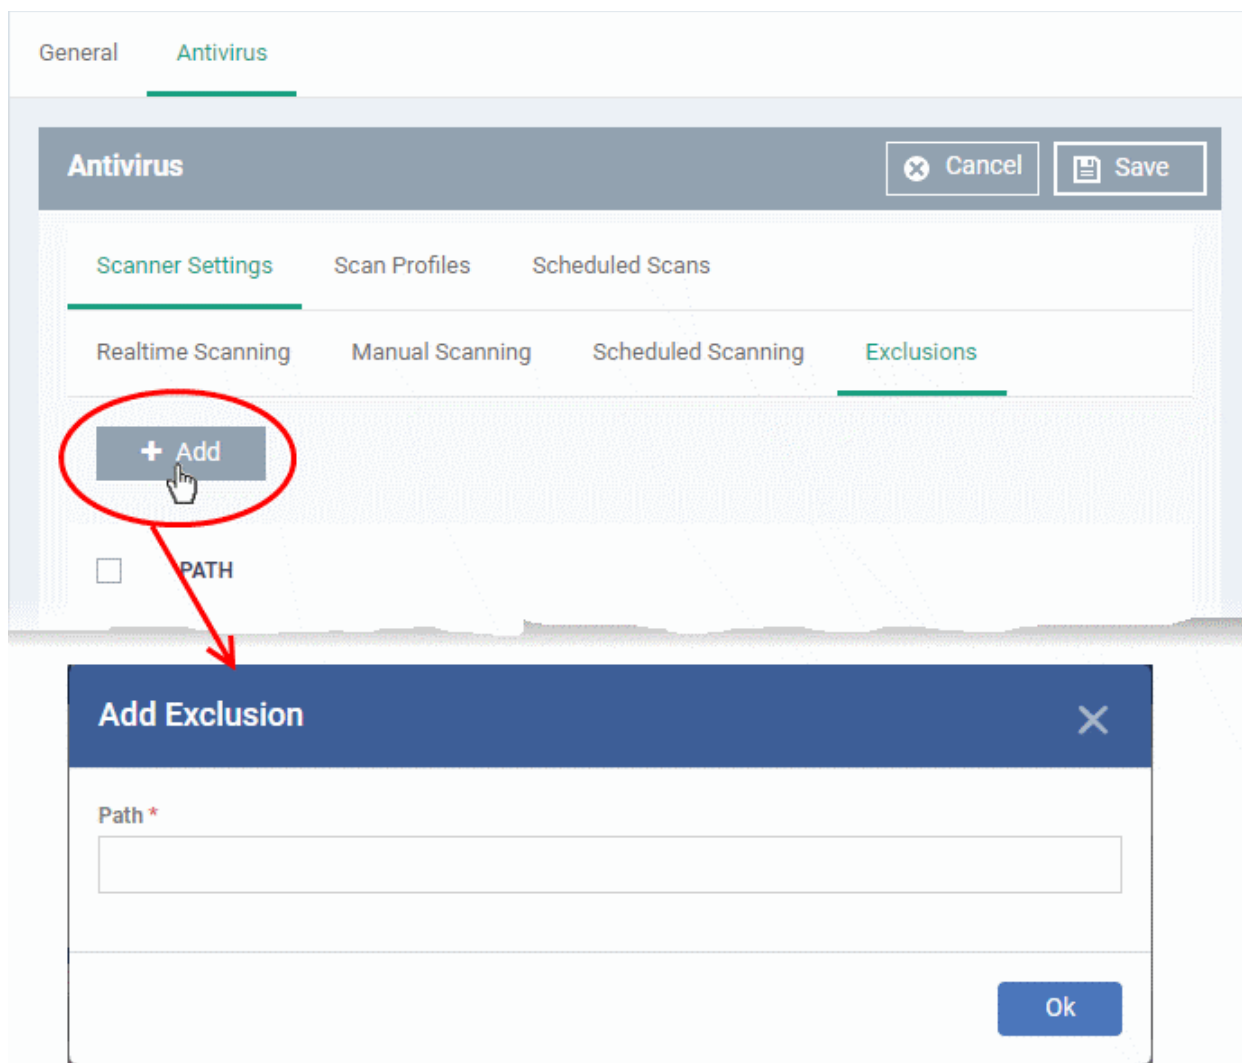 General Antivirus
Antivirus Cancel Save
Scanner Settings Scan Profiles Scheduled Scans
Realtime Scanning Manual Scanning Scheduled Scanning Exclusions
+ Add
PATH
Add Exclusion
Path *
Ok